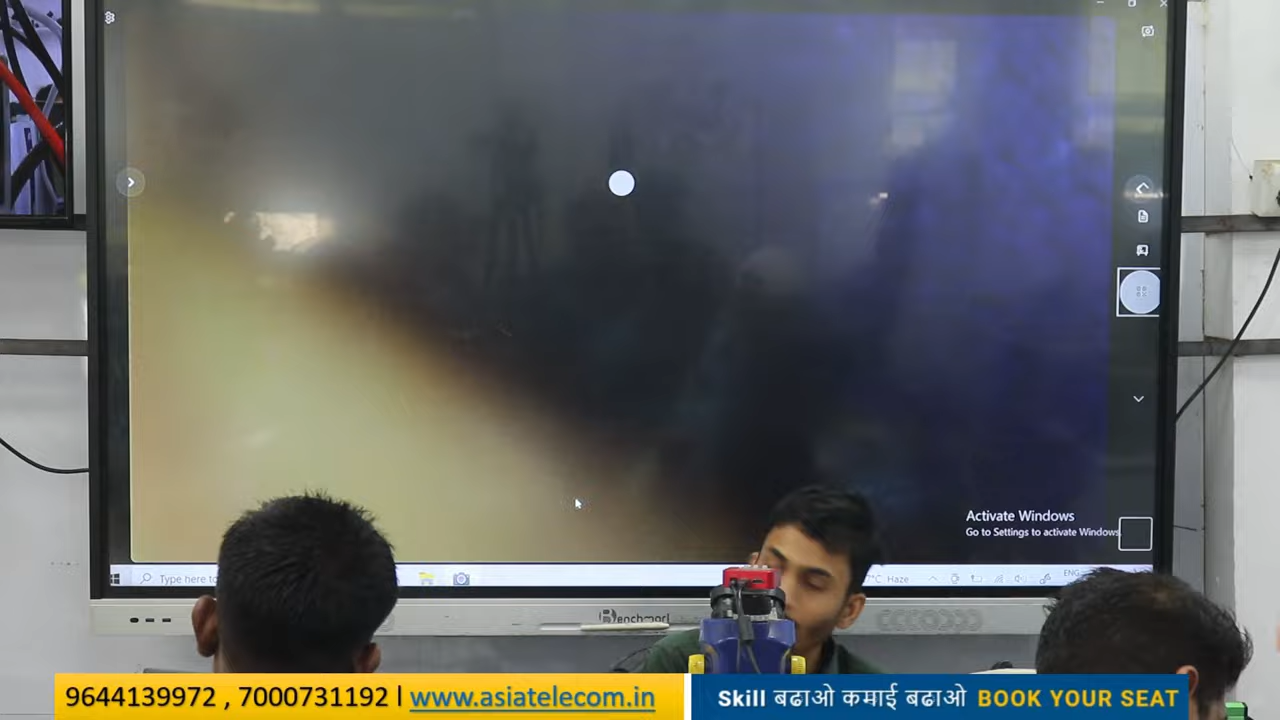 Activate Windows
Go to Settings to activate Windows.
Type here to
°C Haze
ENG
Benchmark
9644139972 , 7000731192 | www.asiatelecom.in
Skill बढाओ कमाई बढाओ BOOK YOUR SEAT